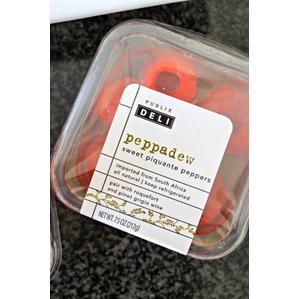 PUBLIX
DELI
peppadew
sweet piquante peppers
imported from South Africa
all natural | keep refrigerated
pair with roquefort
and pinot grigio wine
NET WT. 7.5 OZ (212g)